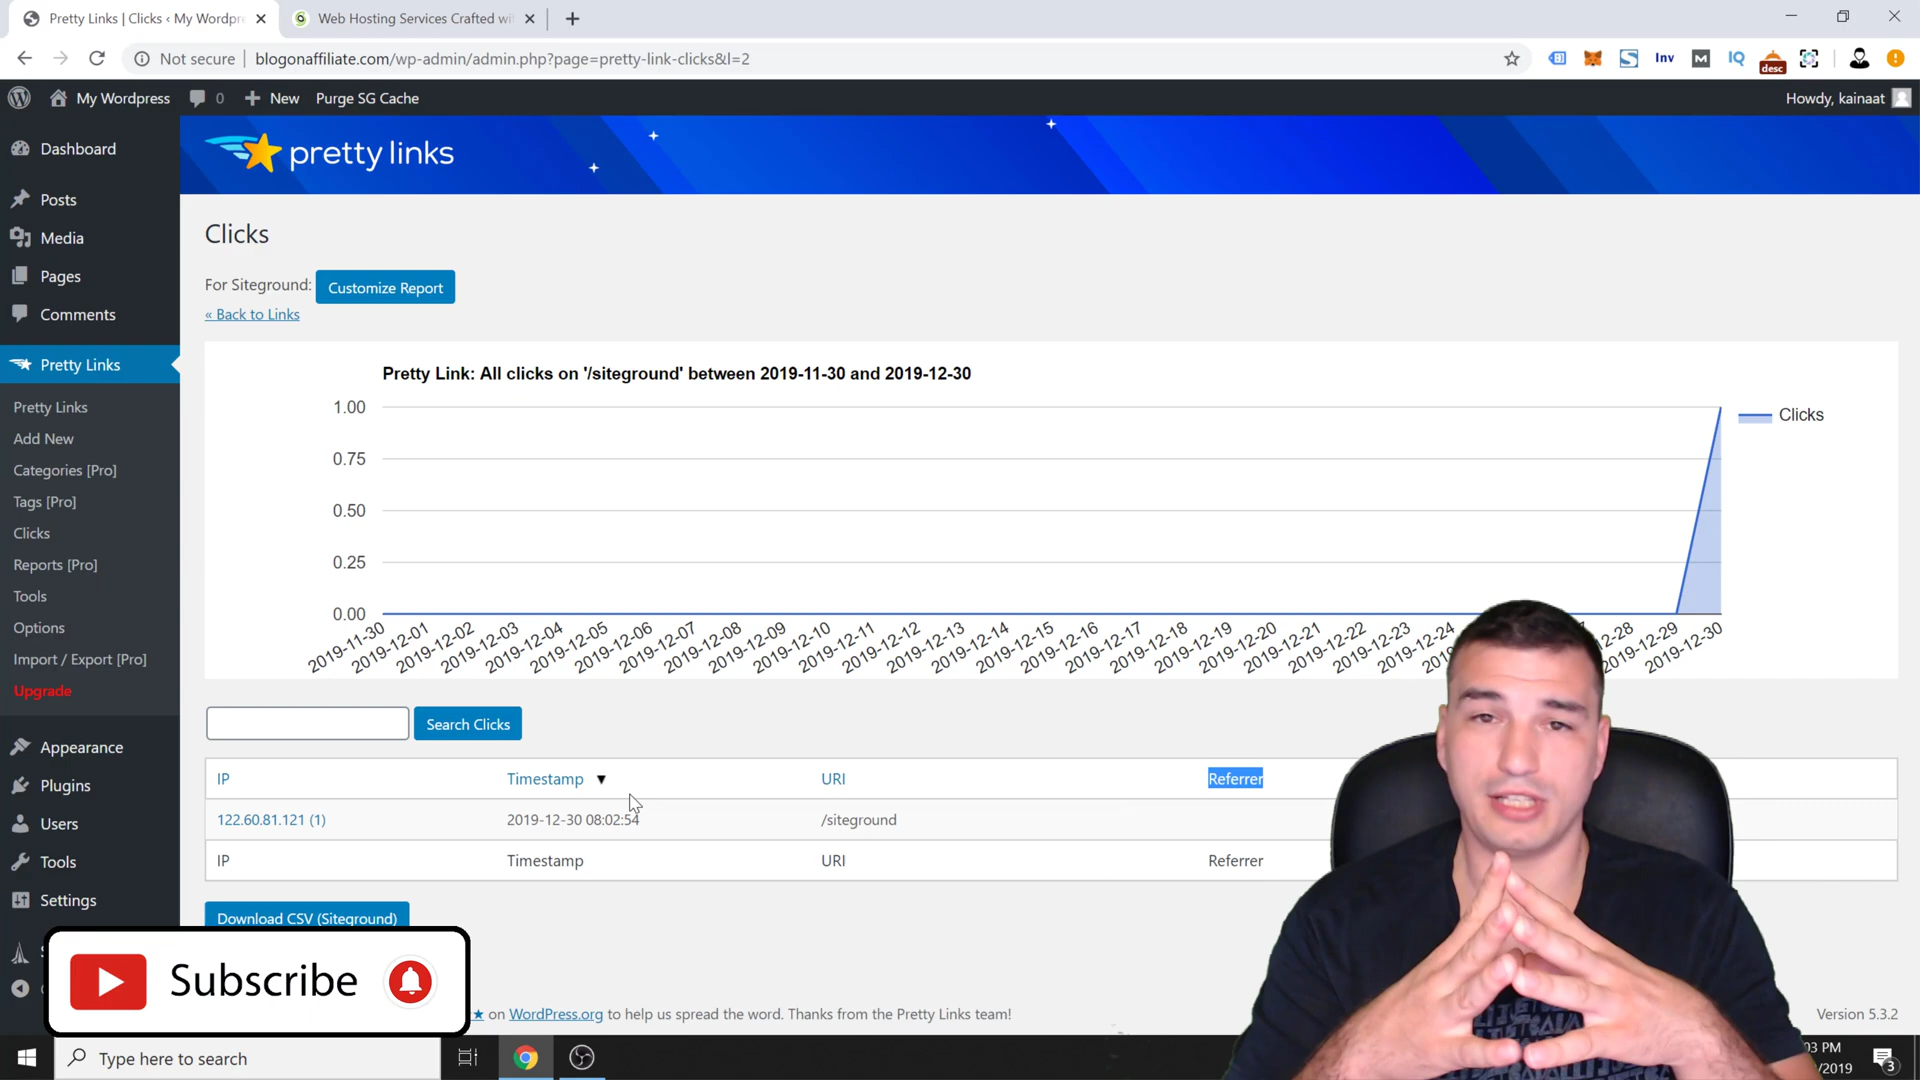 Pretty Links | Clicks ‹ My Wordpre
Web Hosting Services Crafted wit
Not secure
blogonaffiliate.com/wp-admin/admin.php?page=pretty-link-clicks&l=2
Inv
M
IQ
desc
My Wordpress
0
New
Purge SG Cache
Howdy, kainaat
Dashboard
Posts
Media
Pages
Comments
Pretty Links
Pretty Links
Add New
Categories [Pro]
Tags [Pro]
Clicks
Reports [Pro]
Tools
Options
Import / Export [Pro]
Upgrade
Appearance
Plugins
Users
Tools
Settings
pretty links
Clicks
For Siteground:
Customize Report
« Back to Links
Pretty Link: All clicks on '/siteground' between 2019-11-30 and 2019-12-30
1.00
0.75
0.50
0.25
0.00
Clicks
2019-11-30
2019-12-01
2019-12-02
2019-12-03
2019-12-04
2019-12-05
2019-12-06
2019-12-07
2019-12-08
2019-12-09
2019-12-10
2019-12-11
2019-12-12
2019-12-13
2019-12-14
2019-12-15
2019-12-16
2019-12-17
2019-12-18
2019-12-19
2019-12-20
2019-12-21
2019-12-22
2019-12-23
2019-12-24
12-28
2019-12-29
2019-12-30
Search Clicks
IP Timestamp ▼ URI Referrer
122.60.81.121 (1) 2019-12-30 08:02:54 /siteground
IP Timestamp URI Referrer
Download CSV (Siteground)
Subscribe
on WordPress.org to help us spread the word. Thanks from the Pretty Links team!
Version 5.3.2
Type here to search
03 PM
/2019
3